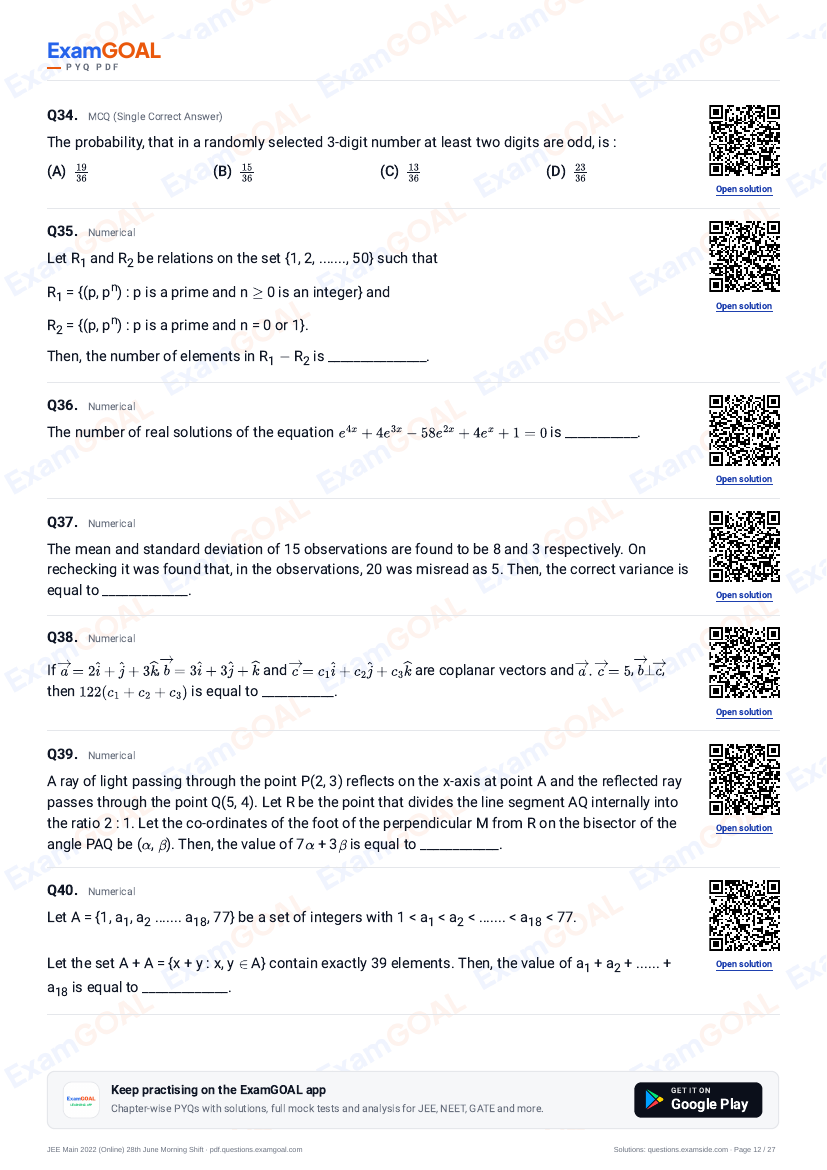 ExamGOAL
PYQ PDF
Q34. MCQ (Single Correct Answer)
The probability, that in a randomly selected 3-digit number at least two digits are odd, is :
(A) 19/36 (B) 15/36 (C) 13/36 (D) 23/36
Open solution
Q35. Numerical
Let R₁ and R₂ be relations on the set {1, 2, ......., 50} such that
R₁ = {(p, pⁿ) : p is a prime and n ≥ 0 is an integer} and
Open solution
R₂ = {(p, pⁿ) : p is a prime and n = 0 or 1}.
Then, the number of elements in R₁ − R₂ is _______________.
Q36. Numerical
The number of real solutions of the equation e⁴ˣ + 4e³ˣ − 58e²ˣ + 4eˣ + 1 = 0 is ___________.
Open solution
Q37. Numerical
The mean and standard deviation of 15 observations are found to be 8 and 3 respectively. On
rechecking it was found that, in the observations, 20 was misread as 5. Then, the correct variance is
equal to _____________.
Open solution
Q38. Numerical
If a⃗ = 2î + ĵ + 3k̂, b⃗ = 3î + 3ĵ + k̂ and c⃗ = c₁î + c₂ĵ + c₃k̂ are coplanar vectors and a⃗ . c⃗ = 5, b⃗⊥c⃗,
then 122(c₁ + c₂ + c₃) is equal to ___________.
Open solution
Q39. Numerical
A ray of light passing through the point P(2, 3) reflects on the x-axis at point A and the reflected ray
passes through the point Q(5, 4). Let R be the point that divides the line segment AQ internally into
the ratio 2 : 1. Let the co-ordinates of the foot of the perpendicular M from R on the bisector of the
angle PAQ be (α, β). Then, the value of 7α + 3β is equal to ____________.
Open solution
Q40. Numerical
Let A = {1, a₁, a₂ ....... a₁₈, 77} be a set of integers with 1 < a₁ < a₂ < ....... < a₁₈ < 77.
Let the set A + A = {x + y : x, y ∈ A} contain exactly 39 elements. Then, the value of a₁ + a₂ + ...... +
a₁₈ is equal to _____________.
Open solution
Keep practising on the ExamGOAL app
Chapter-wise PYQs with solutions, full mock tests and analysis for JEE, NEET, GATE and more.
GET IT ON
Google Play
JEE Main 2022 (Online) 28th June Morning Shift · pdf.questions.examgoal.com
Solutions: questions.examside.com · Page 12 / 27